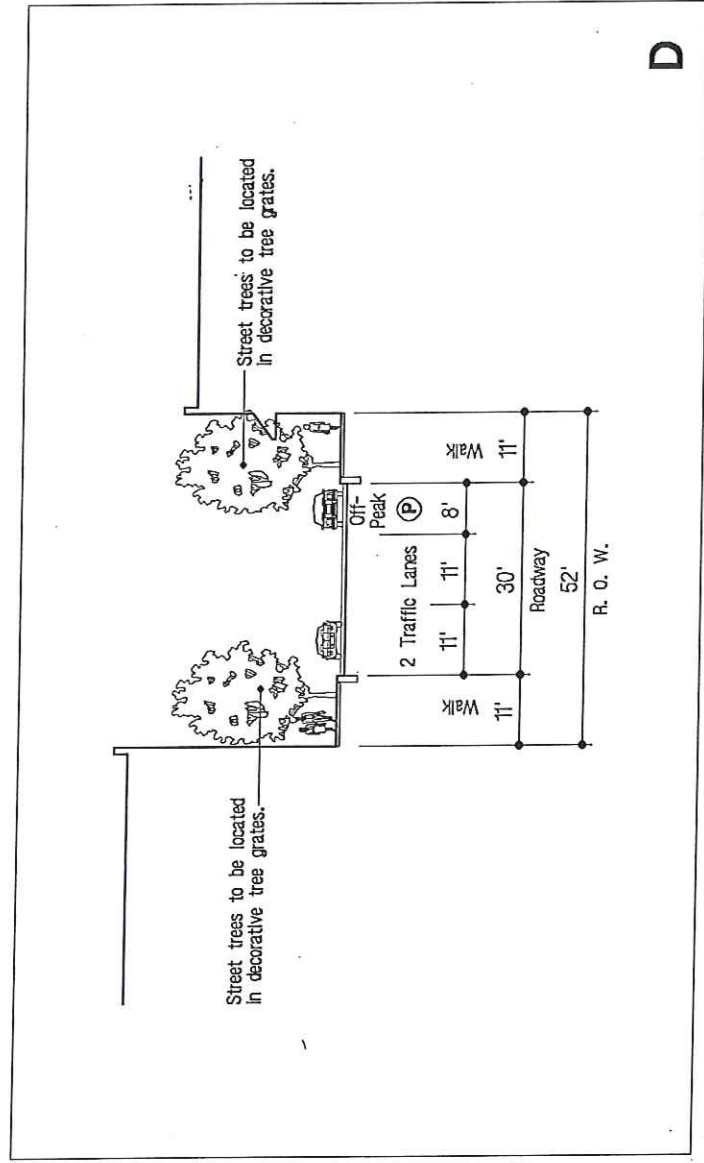 Street trees to be located
in decorative tree grates.
Street trees to be located
in decorative tree grates.
Off-
Peak
P
2 Traffic Lanes
Walk
11'
11'
11'
8'
Walk
11'
30'
Roadway
52'
R. O. W.
D